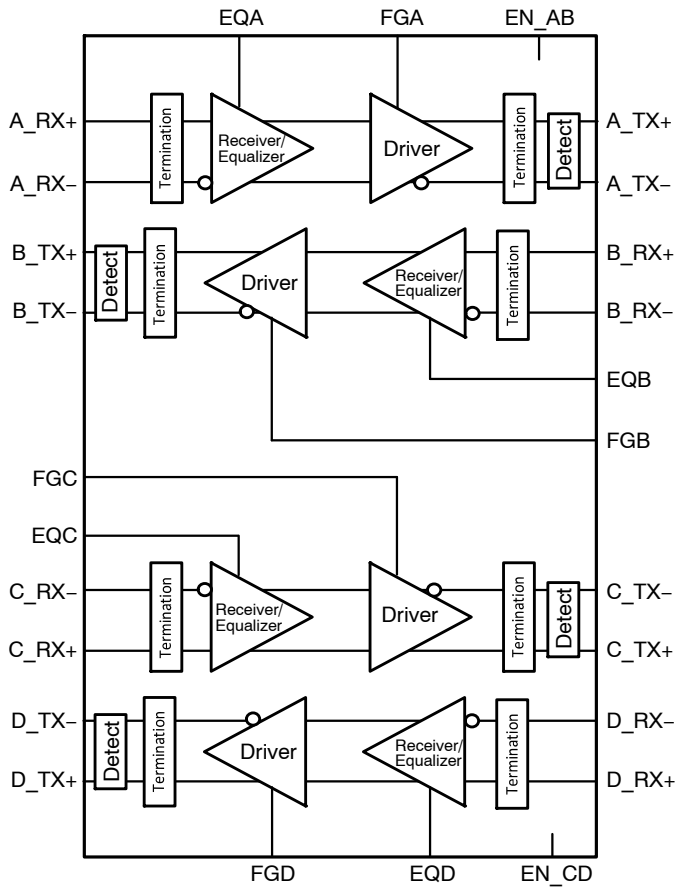 EQA FGA EN_AB
A_RX+ Termination Receiver/
Equalizer Driver Termination Detect A_TX+
A_RX− A_TX−
B_TX+ Detect Termination Driver Receiver/
Equalizer Termination B_RX+
B_TX− B_RX−
EQB
FGB
FGC
EQC
C_RX− Termination Receiver/
Equalizer Driver Termination Detect C_TX−
C_RX+ C_TX+
D_TX− Detect Termination Driver Receiver/
Equalizer Termination D_RX−
D_TX+ D_RX+
FGD EQD EN_CD